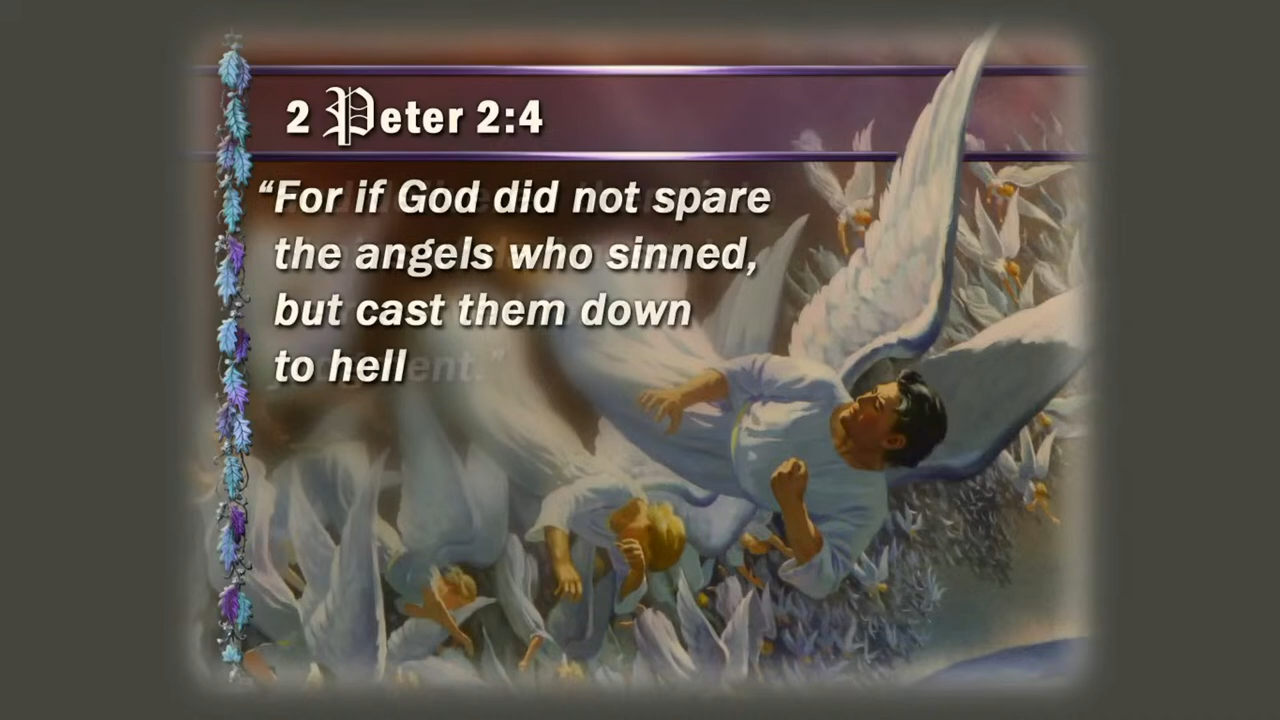 2 Peter 2:4
“For if God did not spare
the angels who sinned,
but cast them down
to hell